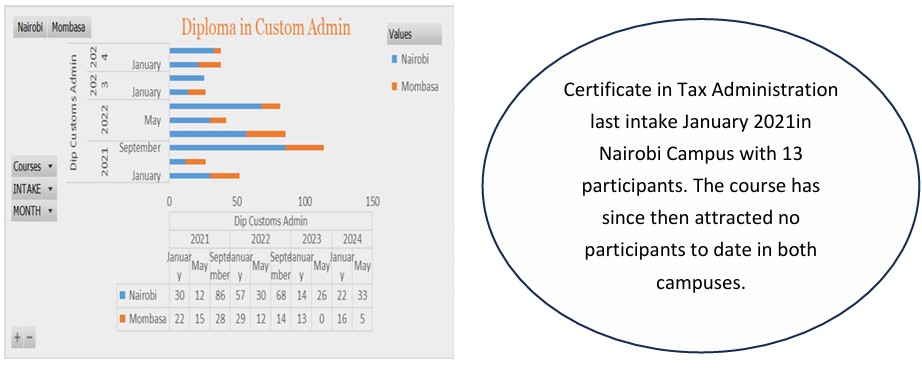 Nairobi Mombasa
Diploma in Custom Admin
Values
Nairobi
Mombasa
Dip Customs Admin
202 4
January
202 3
January
2022
May
2021
September
January
Courses
INTAKE
MONTH
0 50 100 150
Dip Customs Admin
2021 2022 2023 2024
January May September January May September January May January May
Nairobi 30 12 86 57 30 68 14 26 22 33
Mombasa 22 15 28 29 12 14 13 0 16 5
+ −
Certificate in Tax Administration
last intake January 2021in
Nairobi Campus with 13
participants. The course has
since then attracted no
participants to date in both
campuses.